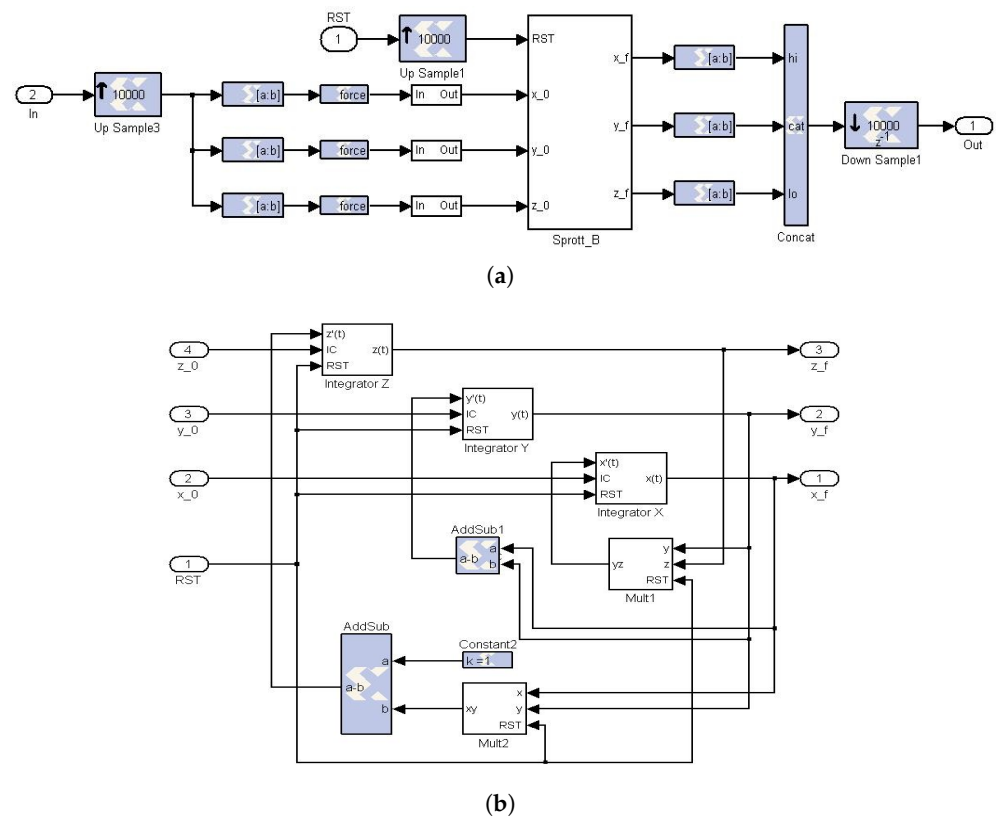 RST
1
10000
Up Sample1
2
In
10000
Up Sample3
[a:b]
force
In Out
[a:b]
force
In Out
[a:b]
force
In Out
RST
x_0
y_0
z_0
x_f
y_f
z_f
Sprott_B
[a:b]
[a:b]
[a:b]
hi
cat
lo
Concat
10000
z-1
Down Sample1
1
Out
(a)
4
z_0
z'(t)
IC
RST
z(t)
Integrator Z
3
z_f
3
y_0
y'(t)
IC
RST
y(t)
Integrator Y
2
y_f
2
x_0
x'(t)
IC
RST
x(t)
Integrator X
1
x_f
1
RST
AddSub1
a
b
a-b
yz
y
z
RST
Mult1
AddSub
a
b
a-b
Constant2
k =1
xy
x
y
RST
Mult2
(b)